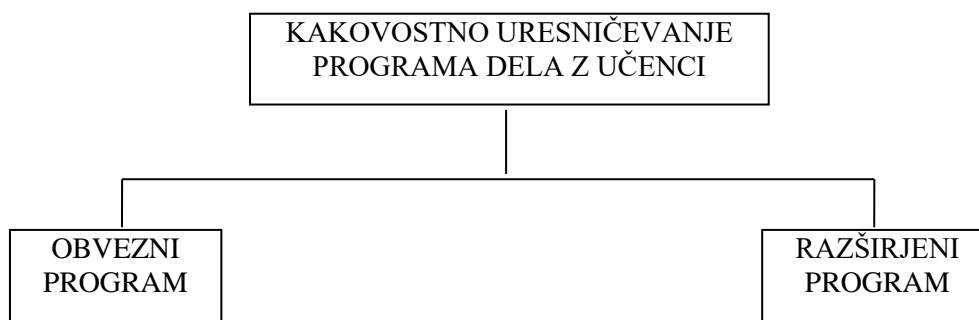 KAKOVOSTNO URESNIČEVANJE
PROGRAMA DELA Z UČENCI
OBVEZNI
PROGRAM
RAZŠIRJENI
PROGRAM